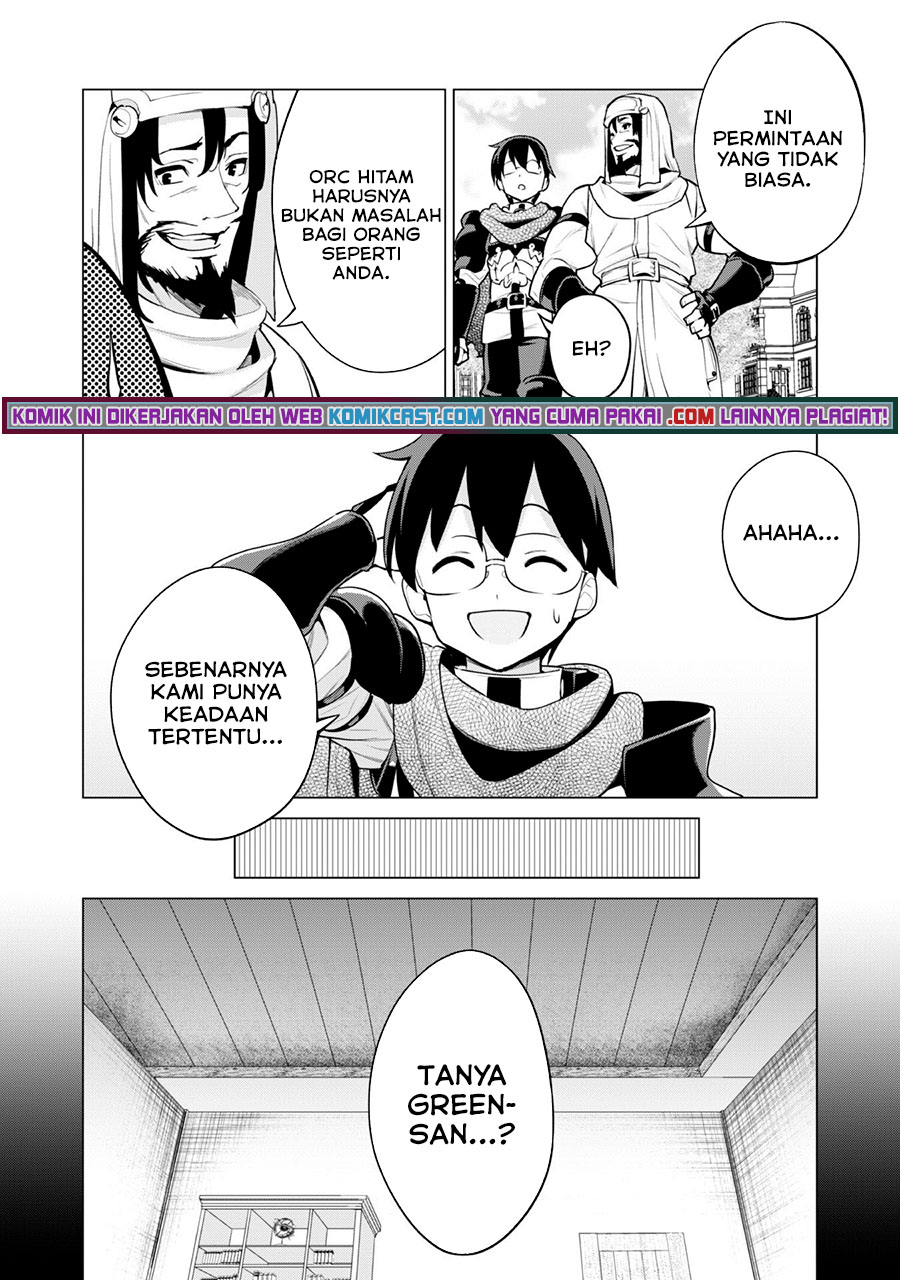 INI
PERMINTAAN
YANG TIDAK
BIASA.
EH?
ORC HITAM
HARUSNYA
BUKAN MASALAH
BAGI ORANG
SEPERTI
ANDA.
KOMIK INI DIKERJAKAN OLEH WEB KOMIKCAST.COM YANG CUMA PAKAI .COM LAINNYA PLAGIAT!
AHAHA...
SEBENARNYA
KAMI PUNYA
KEADAAN
TERTENTU...
TANYA
GREEN-
SAN...?